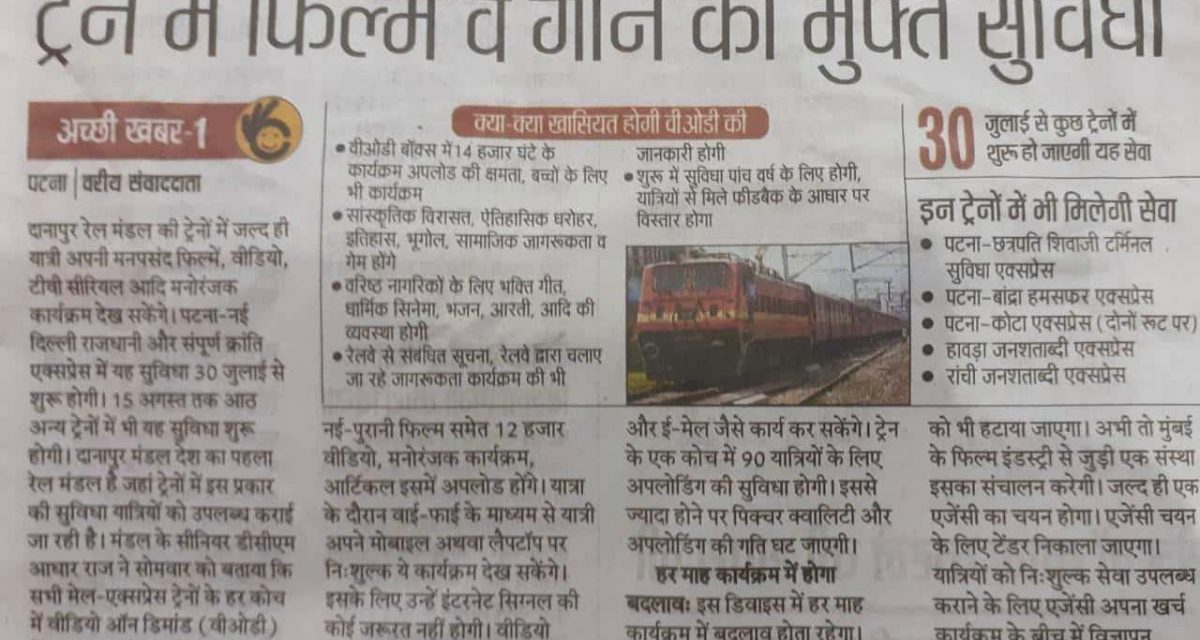 ट्रेन में फिल्म व गाने की मुफ्त सुविधा
अच्छी खबर-1
पटना | वरीय संवाददाता
दानापुर रेल मंडल की ट्रेनों में जल्द ही
यात्री अपनी मनपसंद फिल्में, वीडियो,
टीवी सीरियल आदि मनोरंजक
कार्यक्रम देख सकेंगे। पटना-नई
दिल्ली राजधानी और संपूर्ण क्रांति
एक्सप्रेस में यह सुविधा 30 जुलाई से
शुरू होगी। 15 अगस्त तक आठ
अन्य ट्रेनों में भी यह सुविधा शुरू
होगी। दानापुर मंडल देश का पहला
रेल मंडल है जहां ट्रेनों में इस प्रकार
की सुविधा यात्रियों को उपलब्ध कराई
जा रही है। मंडल के सीनियर डीसीएम
आधार राज ने सोमवार को बताया कि
सभी मेल-एक्सप्रेस ट्रेनों के हर कोच
में वीडियो ऑन डिमांड (वीओडी)
क्या-क्या खासियत होगी वीओडी की
• वीओडी बॉक्स में 14 हजार घंटे के
कार्यक्रम अपलोड की क्षमता, बच्चों के लिए
भी कार्यक्रम
• सांस्कृतिक विरासत, ऐतिहासिक धरोहर,
इतिहास, भूगोल, सामाजिक जागरूकता व
गेम होंगे
• वरिष्ठ नागरिकों के लिए भक्ति गीत,
धार्मिक सिनेमा, भजन, आरती, आदि की
व्यवस्था होगी
• रेलवे से संबंधित सूचना, रेलवे द्वारा चलाए
जा रहे जागरूकता कार्यक्रम की भी
जानकारी होगी
• शुरू में सुविधा पांच वर्ष के लिए होगी,
यात्रियों से मिले फीडबैक के आधार पर
विस्तार होगा
30 जुलाई से कुछ ट्रेनों में
शुरू हो जाएगी यह सेवा
इन ट्रेनों में भी मिलेगी सेवा
• पटना-छत्रपति शिवाजी टर्मिनल
सुविधा एक्सप्रेस
• पटना-बांद्रा हमसफर एक्सप्रेस
• पटना-कोटा एक्सप्रेस (दोनों रूट पर)
• हावड़ा जनशताब्दी एक्सप्रेस
• रांची जनशताब्दी एक्सप्रेस
नई-पुरानी फिल्म समेत 12 हजार
वीडियो, मनोरंजक कार्यक्रम,
आर्टिकल इसमें अपलोड होंगे। यात्रा
के दौरान वाई-फाई के माध्यम से यात्री
अपने मोबाइल अथवा लैपटॉप पर
निःशुल्क ये कार्यक्रम देख सकेंगे।
इसके लिए उन्हें इंटरनेट सिग्नल की
कोई जरूरत नहीं होगी। वीडियो
और ई-मेल जैसे कार्य कर सकेंगे। ट्रेन
के एक कोच में 90 यात्रियों के लिए
अपलोडिंग की सुविधा होगी। इससे
ज्यादा होने पर पिक्चर क्वालिटी और
अपलोडिंग की गति घट जाएगी।
हर माह कार्यक्रम में होगा
बदलाव: इस डिवाइस में हर माह
कार्यक्रम में बदलाव होता रहेगा।
को भी हटाया जाएगा। अभी तो मुंबई
के फिल्म इंडस्ट्री से जुड़ी एक संस्था
इसका संचालन करेगी। जल्द ही एक
एजेंसी का चयन होगा। एजेंसी चयन
के लिए टेंडर निकाला जाएगा।
यात्रियों को निःशुल्क सेवा उपलब्ध
कराने के लिए एजेंसी अपना खर्च
कार्यक्रम के बीच में विज्ञापन